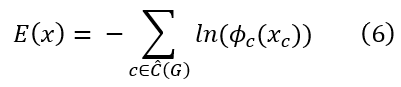 E(x) = − ∑_{c∈Ĉ(G)} ln(ϕ_c(x_c)) (6)